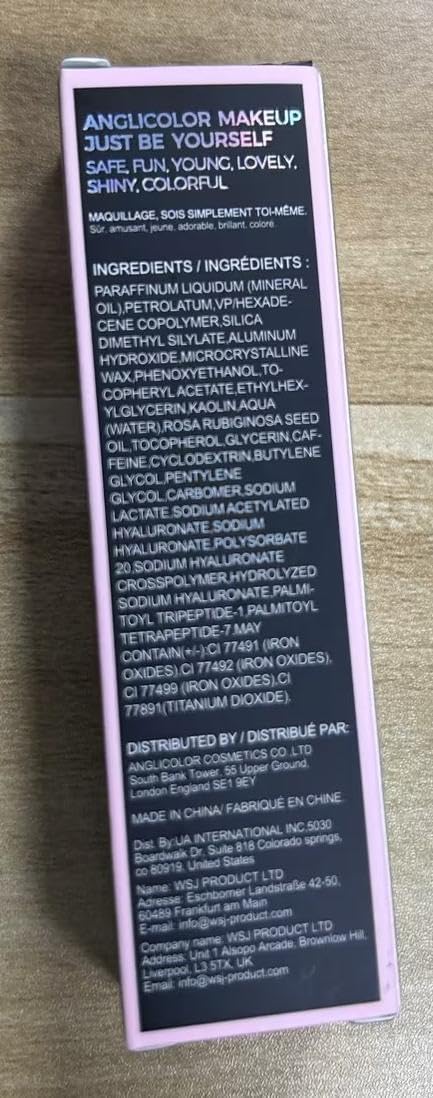 ANGLICOLOR MAKEUP
JUST BE YOURSELF
SAFE, FUN, YOUNG, LOVELY,
SHINY, COLORFUL
MAQUILLAGE, SOIS SIMPLEMENT TOI-MÊME.
Sûr, amusant, jeune, adorable, brillant, coloré.
INGREDIENTS / INGRÉDIENTS :
PARAFFINUM LIQUIDUM (MINERAL
OIL),PETROLATUM,VP/HEXADE-
CENE COPOLYMER,SILICA
DIMETHYL SILYLATE,ALUMINUM
HYDROXIDE,MICROCRYSTALLINE
WAX,PHENOXYETHANOL,TO-
COPHERYL ACETATE,ETHYLHEX-
YLGLYCERIN,KAOLIN,AQUA
(WATER),ROSA RUBIGINOSA SEED
OIL,TOCOPHEROL,GLYCERIN,CAF-
FEINE,CYCLODEXTRIN,BUTYLENE
GLYCOL,PENTYLENE
GLYCOL,CARBOMER,SODIUM
LACTATE,SODIUM ACETYLATED
HYALURONATE,SODIUM
HYALURONATE,POLYSORBATE
20,SODIUM HYALURONATE
CROSSPOLYMER,HYDROLYZED
SODIUM HYALURONATE,PALMI-
TOYL TRIPEPTIDE-1,PALMITOYL
TETRAPEPTIDE-7.MAY
CONTAIN(+/-):CI 77491 (IRON
OXIDES),CI 77492 (IRON OXIDES),
CI 77499 (IRON OXIDES),CI
77891(TITANIUM DIOXIDE).
DISTRIBUTED BY / DISTRIBUÉ PAR:
ANGLICOLOR COSMETICS CO.,LTD
South Bank Tower, 55 Upper Ground,
London England SE1 9EY
MADE IN CHINA/ FABRIQUÉ EN CHINE
Dist. By:UA INTERNATIONAL INC.5030
Boardwalk Dr. Suite 818 Colorado springs,
co 80919, United States
Name: WSJ PRODUCT LTD
Adresse: Eschborner Landstraße 42-50,
60489 Frankfurt am Main
E-mail: info@wsj-product.com
Company name: WSJ PRODUCT LTD
Address: Unit 1 Alsopo Arcade, Brownlow Hill,
Liverpool, L3 5TX, UK
Email: info@wsj-product.com